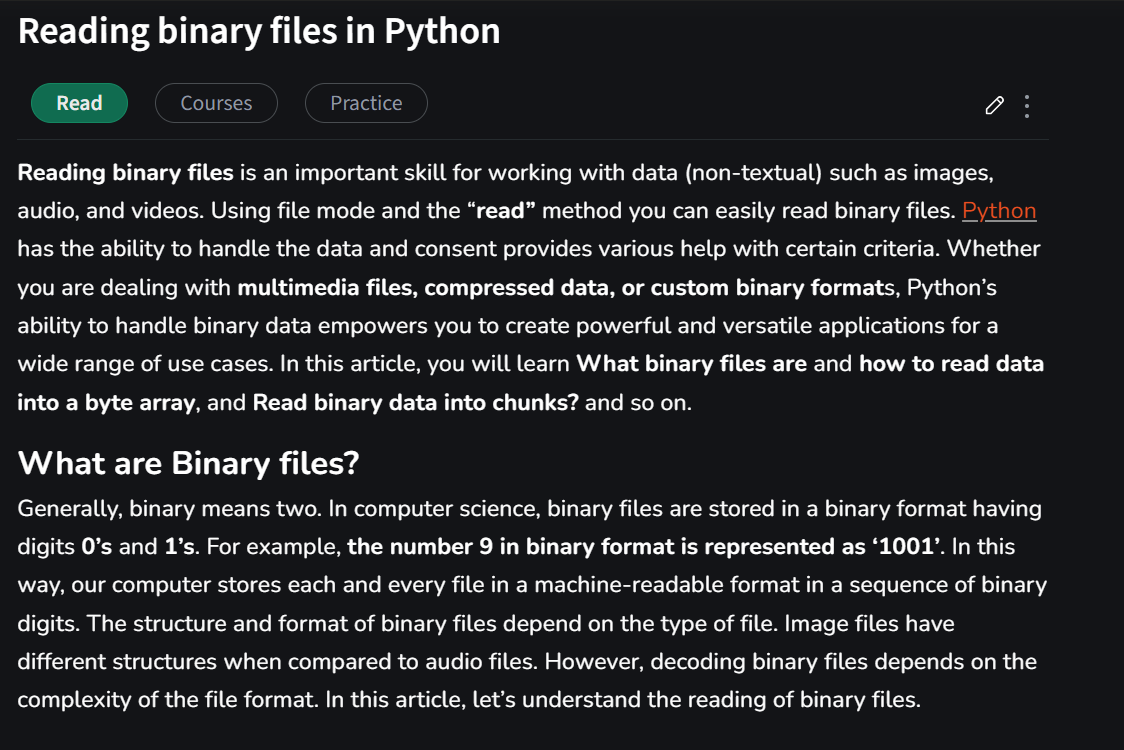 Reading binary files in Python
Read
Courses
Practice
Reading binary files is an important skill for working with data (non-textual) such as images,
audio, and videos. Using file mode and the “read” method you can easily read binary files. Python
has the ability to handle the data and consent provides various help with certain criteria. Whether
you are dealing with multimedia files, compressed data, or custom binary formats, Python’s
ability to handle binary data empowers you to create powerful and versatile applications for a
wide range of use cases. In this article, you will learn What binary files are and how to read data
into a byte array, and Read binary data into chunks? and so on.
What are Binary files?
Generally, binary means two. In computer science, binary files are stored in a binary format having
digits 0’s and 1’s. For example, the number 9 in binary format is represented as ‘1001’. In this
way, our computer stores each and every file in a machine-readable format in a sequence of binary
digits. The structure and format of binary files depend on the type of file. Image files have
different structures when compared to audio files. However, decoding binary files depends on the
complexity of the file format. In this article, let’s understand the reading of binary files.